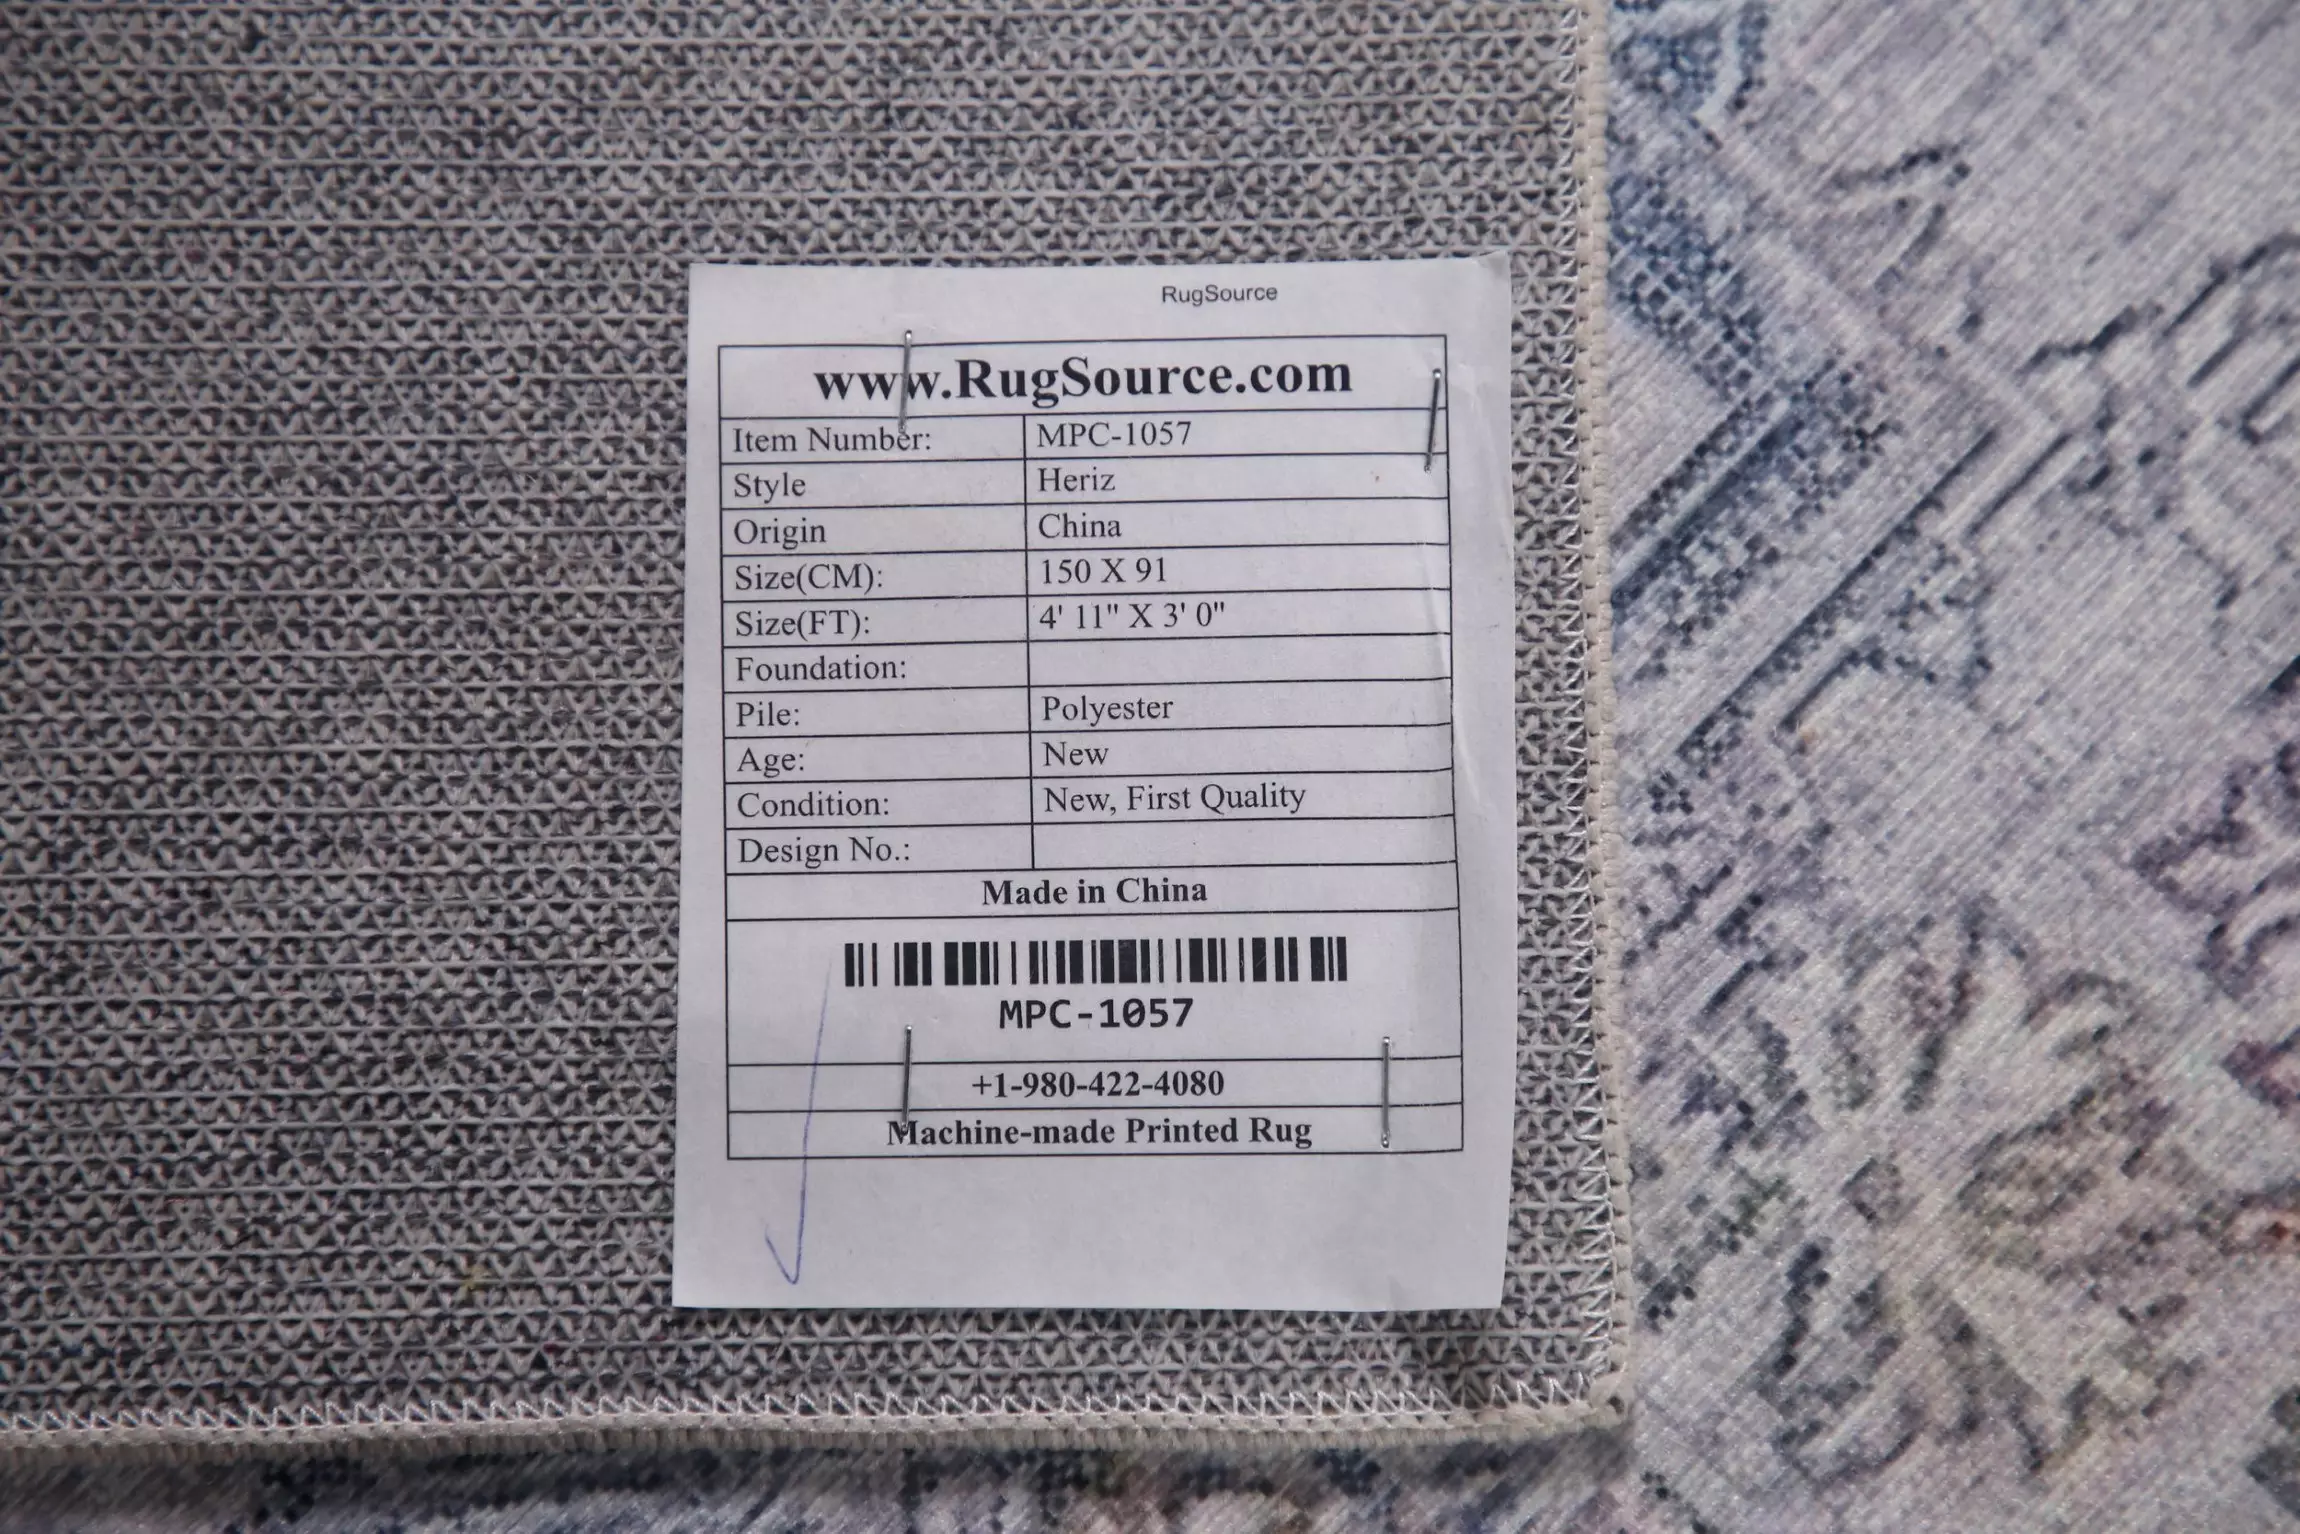 RugSource
www.RugSource.com
Item Number: MPC-1057
Style Heriz
Origin China
Size(CM): 150 X 91
Size(FT): 4' 11" X 3' 0"
Foundation:
Pile: Polyester
Age: New
Condition: New, First Quality
Design No.:
Made in China
MPC-1057
+1-980-422-4080
Machine-made Printed Rug